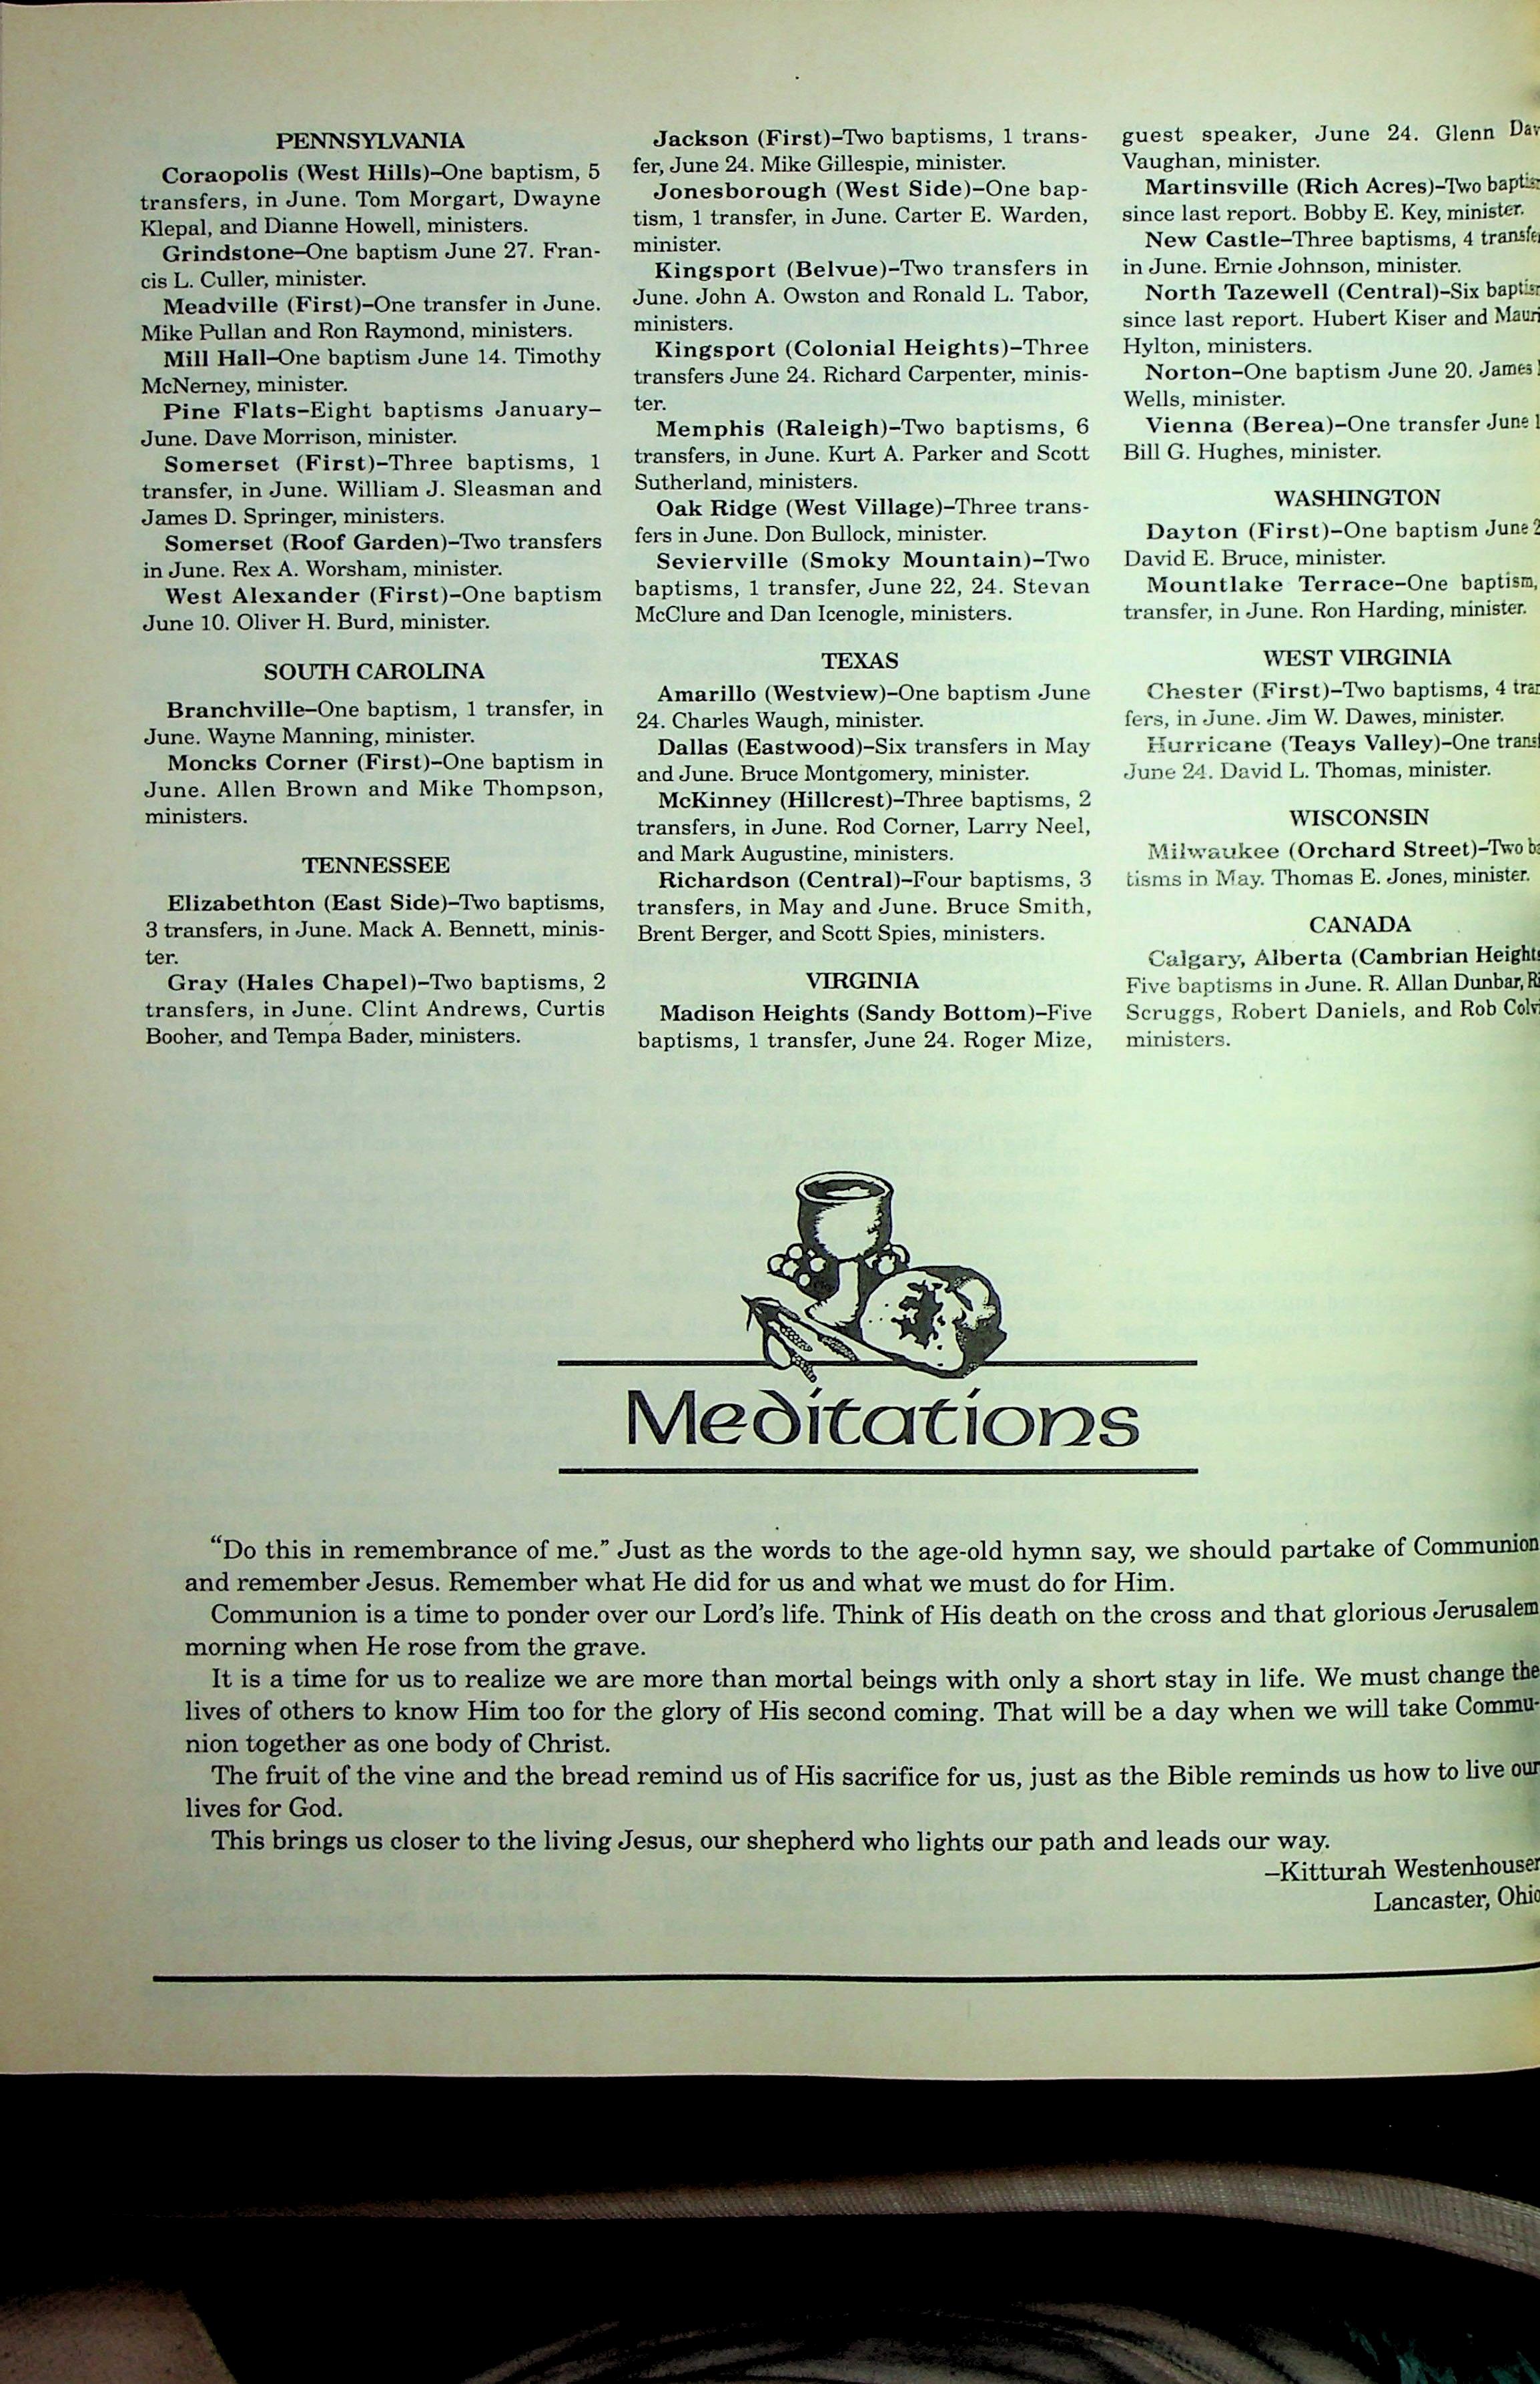 PENNSYLVANIA
Coraopolis (West Hills)–One baptism, 5
transfers, in June. Tom Morgart, Dwayne
Klepal, and Dianne Howell, ministers.
Grindstone–One baptism June 27. Fran-
cis L. Culler, minister.
Meadville (First)–One transfer in June.
Mike Pullan and Ron Raymond, ministers.
Mill Hall–One baptism June 14. Timothy
McNerney, minister.
Pine Flats–Eight baptisms January–
June. Dave Morrison, minister.
Somerset (First)–Three baptisms, 1
transfer, in June. William J. Sleasman and
James D. Springer, ministers.
Somerset (Roof Garden)–Two transfers
in June. Rex A. Worsham, minister.
West Alexander (First)–One baptism
June 10. Oliver H. Burd, minister.
SOUTH CAROLINA
Branchville–One baptism, 1 transfer, in
June. Wayne Manning, minister.
Moncks Corner (First)–One baptism in
June. Allen Brown and Mike Thompson,
ministers.
TENNESSEE
Elizabethton (East Side)–Two baptisms,
3 transfers, in June. Mack A. Bennett, minis-
ter.
Gray (Hales Chapel)–Two baptisms, 2
transfers, in June. Clint Andrews, Curtis
Booher, and Tempa Bader, ministers.
Jackson (First)–Two baptisms, 1 trans-
fer, June 24. Mike Gillespie, minister.
Jonesborough (West Side)–One bap-
tism, 1 transfer, in June. Carter E. Warden,
minister.
Kingsport (Belvue)–Two transfers in
June. John A. Owston and Ronald L. Tabor,
ministers.
Kingsport (Colonial Heights)–Three
transfers June 24. Richard Carpenter, minis-
ter.
Memphis (Raleigh)–Two baptisms, 6
transfers, in June. Kurt A. Parker and Scott
Sutherland, ministers.
Oak Ridge (West Village)–Three trans-
fers in June. Don Bullock, minister.
Sevierville (Smoky Mountain)–Two
baptisms, 1 transfer, June 22, 24. Stevan
McClure and Dan Icenogle, ministers.
TEXAS
Amarillo (Westview)–One baptism June
24. Charles Waugh, minister.
Dallas (Eastwood)–Six transfers in May
and June. Bruce Montgomery, minister.
McKinney (Hillcrest)–Three baptisms, 2
transfers, in June. Rod Corner, Larry Neel,
and Mark Augustine, ministers.
Richardson (Central)–Four baptisms, 3
transfers, in May and June. Bruce Smith,
Brent Berger, and Scott Spies, ministers.
VIRGINIA
Madison Heights (Sandy Bottom)–Five
baptisms, 1 transfer, June 24. Roger Mize,
guest speaker, June 24. Glenn
Vaughan, minister.
Martinsville (Rich Acres)–Two
since last report. Bobby E. Key, minister.
New Castle–Three baptisms, 4
in June. Ernie Johnson, minister.
North Tazewell (Central)–Six
since last report. Hubert Kiser and
Hylton, ministers.
Norton–One baptism June 20. James
Wells, minister.
Vienna (Berea)–One transfer June
Bill G. Hughes, minister.
WASHINGTON
Dayton (First)–One baptism June
David E. Bruce, minister.
Mountlake Terrace–One baptism,
transfer, in June. Ron Harding, minister.
WEST VIRGINIA
Chester (First)–Two baptisms, 4
fers, in June. Jim W. Dawes, minister.
Hurricane (Teays Valley)–One
June 24. David L. Thomas, minister.
WISCONSIN
Milwaukee (Orchard Street)–Two
tisms in May. Thomas E. Jones, minister.
CANADA
Calgary, Alberta (Cambrian
Five baptisms in June. R. Allan Dunbar,
Scruggs, Robert Daniels, and Rob
ministers.
Meditations
“Do this in remembrance of me.” Just as the words to the age-old hymn say, we should partake of Communion
and remember Jesus. Remember what He did for us and what we must do for Him.
Communion is a time to ponder over our Lord's life. Think of His death on the cross and that glorious Jerusalem
morning when He rose from the grave.
It is a time for us to realize we are more than mortal beings with only a short stay in life. We must change the
lives of others to know Him too for the glory of His second coming. That will be a day when we will take Commu-
nion together as one body of Christ.
The fruit of the vine and the bread remind us of His sacrifice for us, just as the Bible reminds us how to live our
lives for God.
This brings us closer to the living Jesus, our shepherd who lights our path and leads our way.
–Kitturah Westenhouser
Lancaster, Ohio